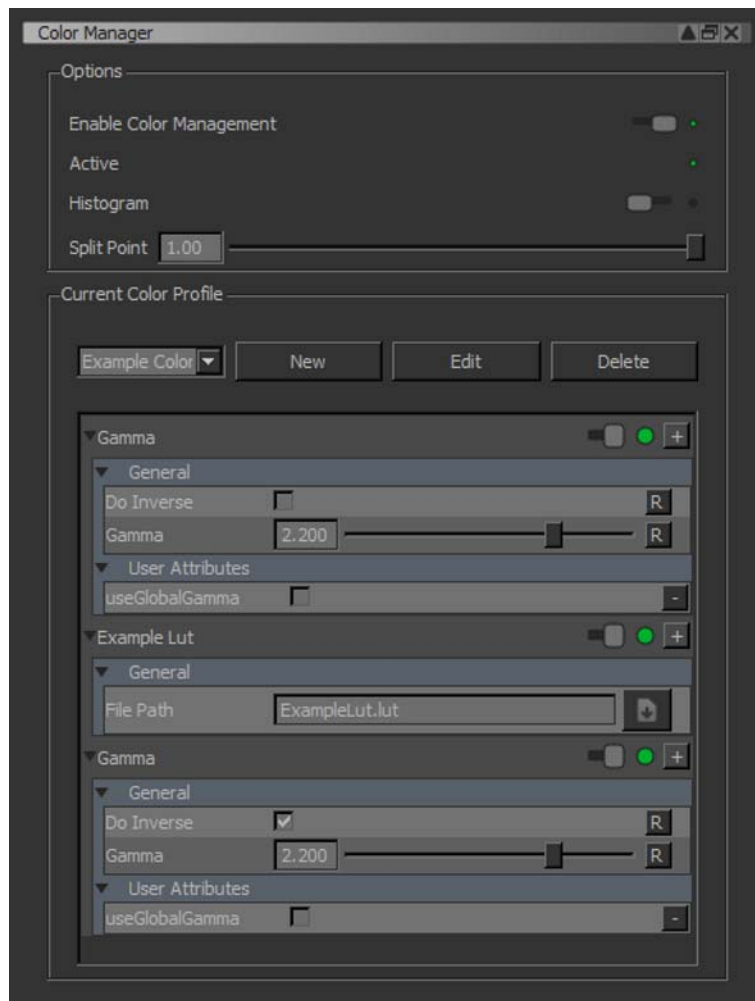 Color Manager
Options
Enable Color Management
Active
Histogram
Split Point 1.00
Current Color Profile
Example Color New Edit Delete
Gamma +
General
Do Inverse R
Gamma 2.200 R
User Attributes
useGlobalGamma -
Example Lut +
General
File Path ExampleLut.lut
Gamma +
General
Do Inverse R
Gamma 2.200 R
User Attributes
useGlobalGamma -